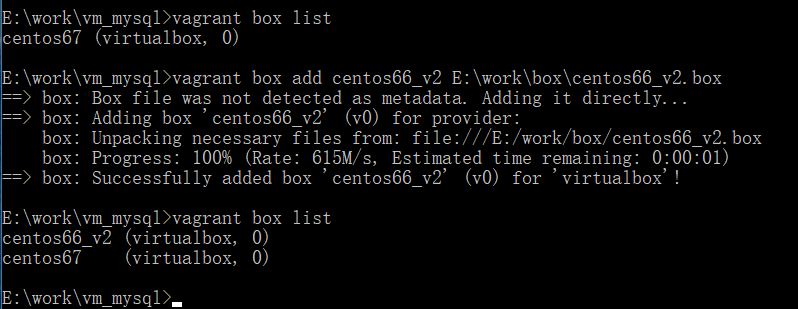 E:\work\vm_mysql>vagrant box list
centos67 (virtualbox, 0)
E:\work\vm_mysql>vagrant box add centos66_v2 E:\work\box\centos66_v2.box
==> box: Box file was not detected as metadata. Adding it directly...
==> box: Adding box 'centos66_v2' (v0) for provider:
    box: Unpacking necessary files from: file:///E:/work/box/centos66_v2.box
    box: Progress: 100% (Rate: 615M/s, Estimated time remaining: 0:00:01)
==> box: Successfully added box 'centos66_v2' (v0) for 'virtualbox'!
E:\work\vm_mysql>vagrant box list
centos66_v2 (virtualbox, 0)
centos67    (virtualbox, 0)
E:\work\vm_mysql>